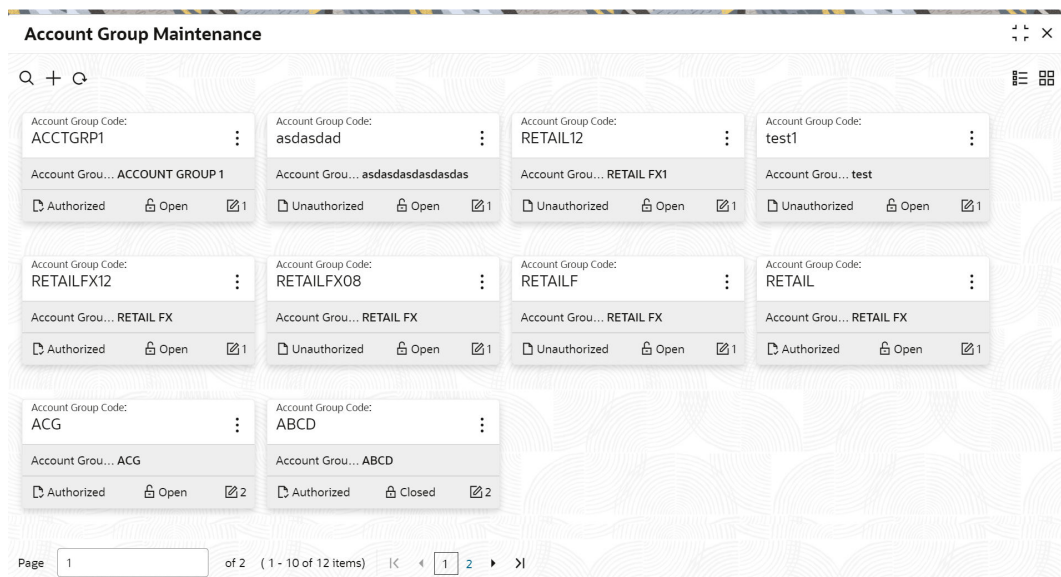 Account Group Maintenance
Account Group Code: Account Group Code: Account Group Code: Account Group Code:
ACCTGRP1 asdasdad RETAIL12 test1
Account Grou... ACCOUNT GROUP 1 Account Grou... asdasdasdasdasdas Account Grou... RETAIL FX1 Account Grou... test
Authorized Open 1 Unauthorized Open 1 Unauthorized Open 1 Unauthorized Open 1
Account Group Code: Account Group Code: Account Group Code: Account Group Code:
RETAILFX12 RETAILFX08 RETAILF RETAIL
Account Grou... RETAIL FX Account Grou... RETAIL FX Account Grou... RETAIL FX Account Grou... RETAIL FX
Authorized Open 1 Unauthorized Open 1 Unauthorized Open 1 Authorized Open 1
Account Group Code: Account Group Code:
ACG ABCD
Account Grou... ACG Account Grou... ABCD
Authorized Open 2 Authorized Closed 2
Page 1 of 2 ( 1 - 10 of 12 items) 1 2